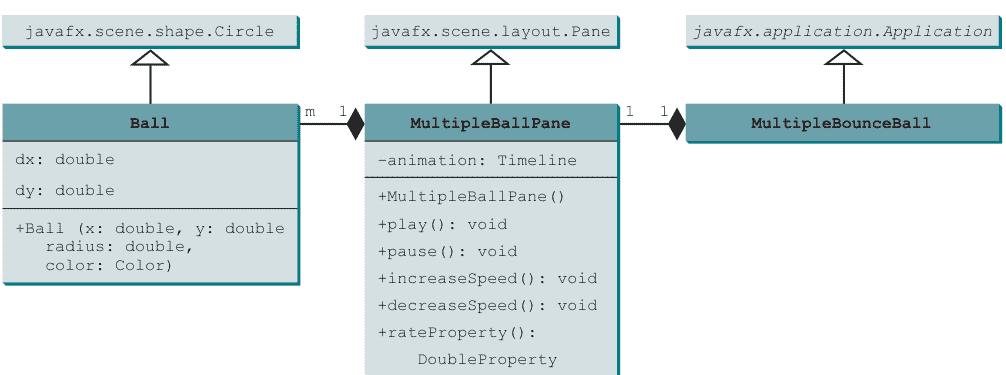 javafx.scene.shape.Circle
javafx.scene.layout.Pane
javafx.application.Application
Ball
m 1
MultipleBallPane
1 1
MultipleBounceBall
dx: double
dy: double
+Ball (x: double, y: double
radius: double,
color: Color)
-animation: Timeline
+MultipleBallPane()
+play(): void
+pause(): void
+increaseSpeed(): void
+decreaseSpeed(): void
+rateProperty():
DoubleProperty